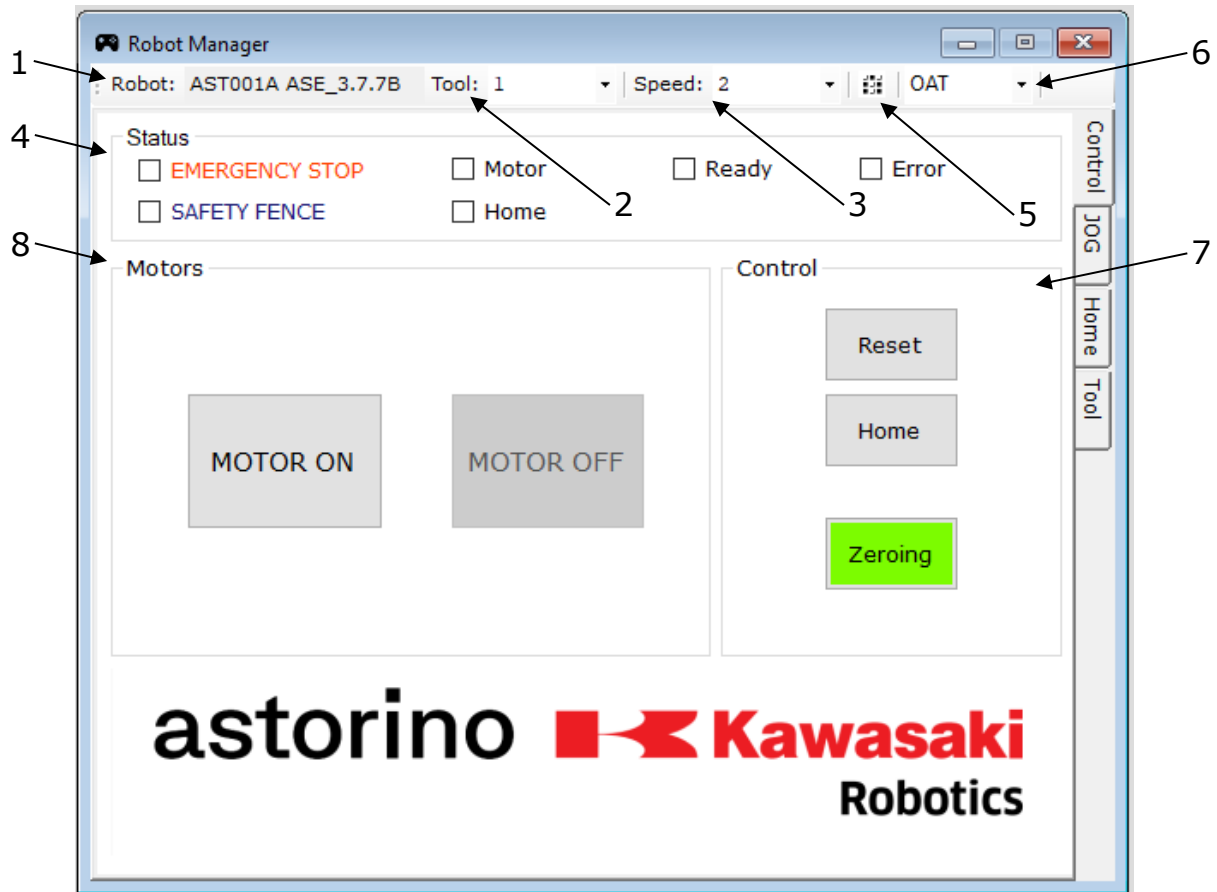 Robot Manager
1
6
Robot: AST001A ASE_3.7.7B Tool: 1 Speed: 2 OAT
4
Status
EMERGENCY STOP Motor Ready Error
SAFETY FENCE Home
2
3
5
Control
JOG
Home
Tool
8
7
Motors
Control
Reset
Home
MOTOR ON MOTOR OFF
Zeroing
astorino Kawasaki
Robotics